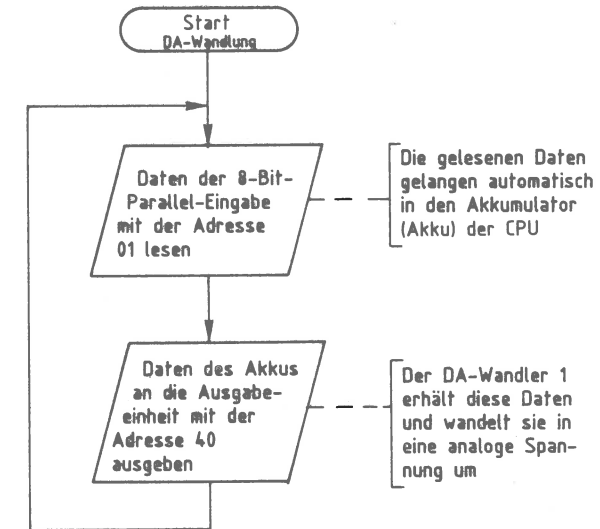 Start
DA-Wandlung
Daten der 8-Bit-
Parallel-Eingabe
mit der Adresse
01 lesen
Die gelesenen Daten
gelangen automatisch
in den Akkumulator
(Akku) der CPU
Daten des Akkus
an die Ausgabe-
einheit mit der
Adresse 40
ausgeben
Der DA-Wandler 1
erhält diese Daten
und wandelt sie in
eine analoge Span-
nung um